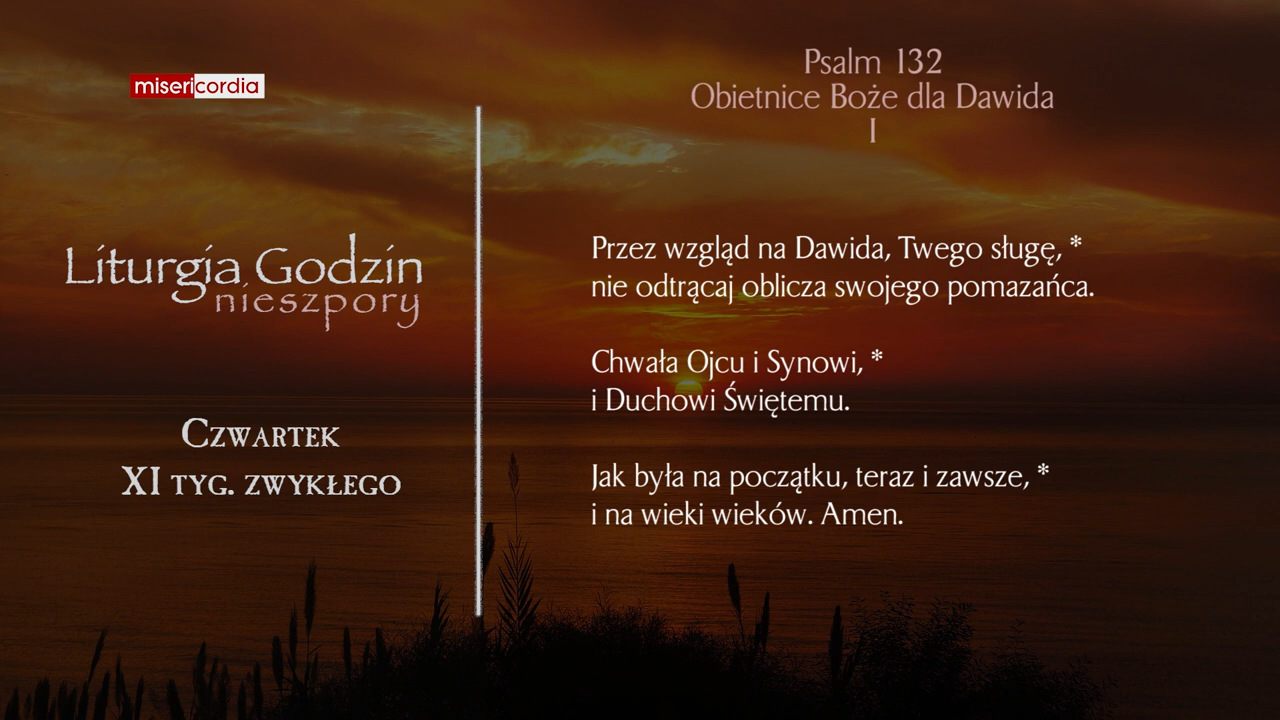 misericordia
Liturgia Godzin
nieszpory
Czwartek
XI tyg. zwykłego
Psalm 132
Obietnice Boże dla Dawida
I
Przez wzgląd na Dawida, Twego sługę, *
nie odtrącaj oblicza swojego pomazańca.
Chwała Ojcu i Synowi, *
i Duchowi Świętemu.
Jak była na początku, teraz i zawsze, *
i na wieki wieków. Amen.